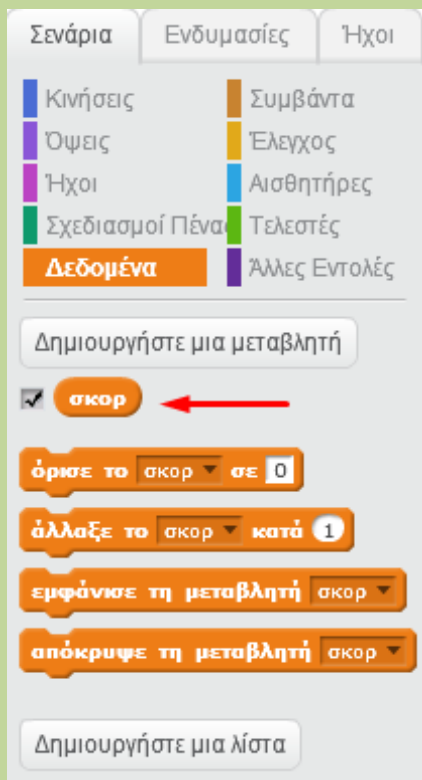 Σενάρια Ενδυμασίες Ήχοι
Κινήσεις Συμβάντα
Όψεις Έλεγχος
Ήχοι Αισθητήρες
Σχεδιασμοί Πένας Τελεστές
Δεδομένα Άλλες Εντολές
Δημιουργήστε μια μεταβλητή
σκορ
όρισε το σκορ σε 0
άλλαξε το σκορ κατά 1
εμφάνισε τη μεταβλητή σκορ
απόκρυψε τη μεταβλητή σκορ
Δημιουργήστε μια λίστα